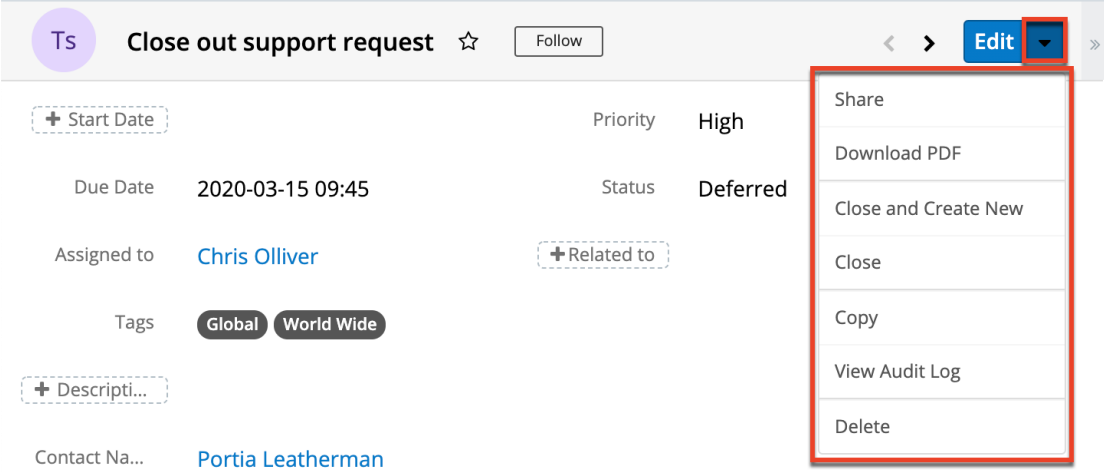 Ts Close out support request Follow Edit
Share
Start Date Priority High
Download PDF
Due Date 2020-03-15 09:45 Status Deferred
Close and Create New
Assigned to Chris Olliver Related to
Close
Copy
Tags Global World Wide
View Audit Log
Descripti...
Delete
Contact Na... Portia Leatherman